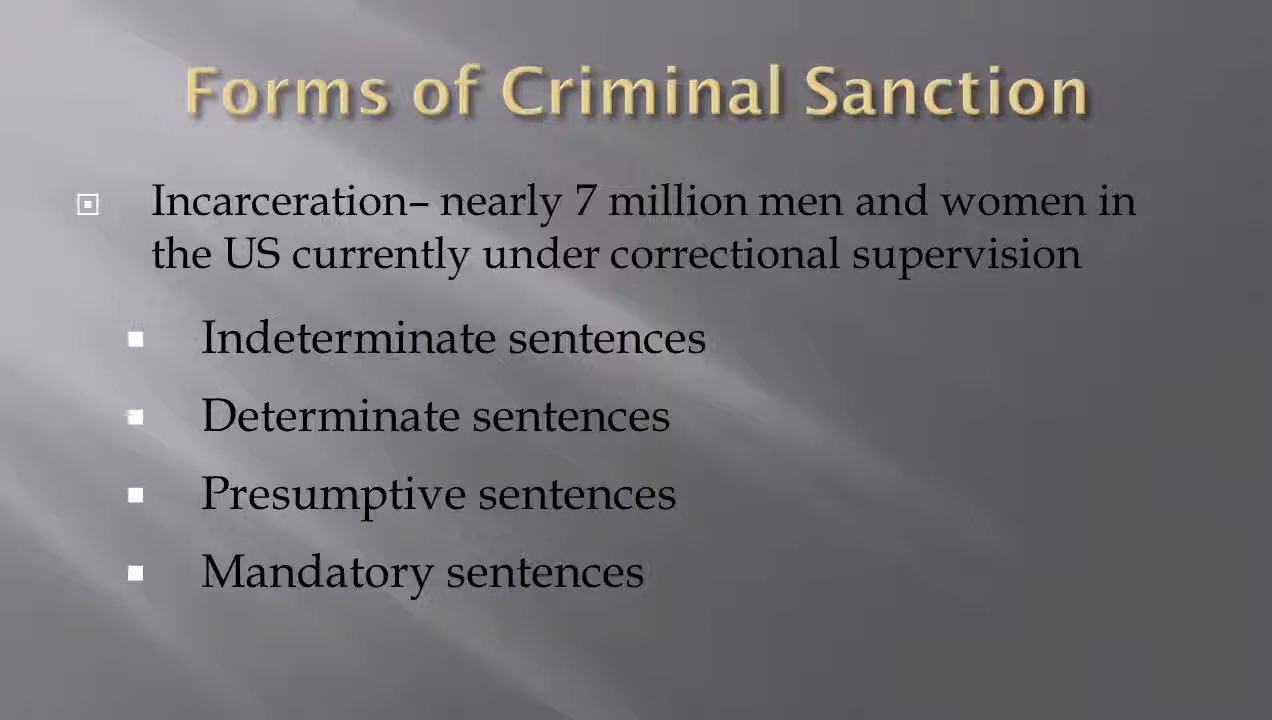 Forms of Criminal Sanction
Incarceration– nearly 7 million men and women in
the US currently under correctional supervision
Indeterminate sentences
Determinate sentences
Presumptive sentences
Mandatory sentences